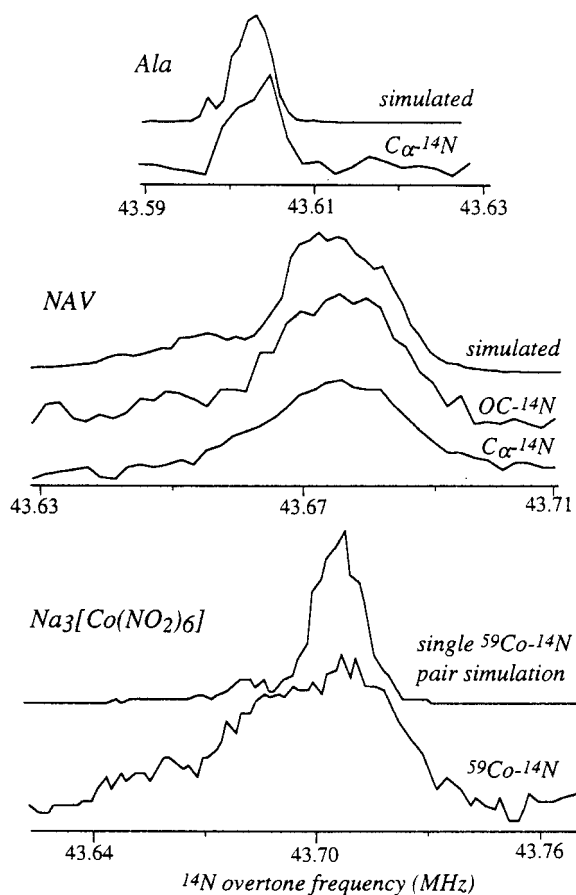 Ala
simulated
Cα-14N
43.59 43.61 43.63
NAV
simulated
OC-14N
Cα-14N
43.63 43.67 43.71
Na3[Co(NO2)6]
single 59Co-14N
pair simulation
59Co-14N
43.64 43.70 43.76
14N overtone frequency (MHz)